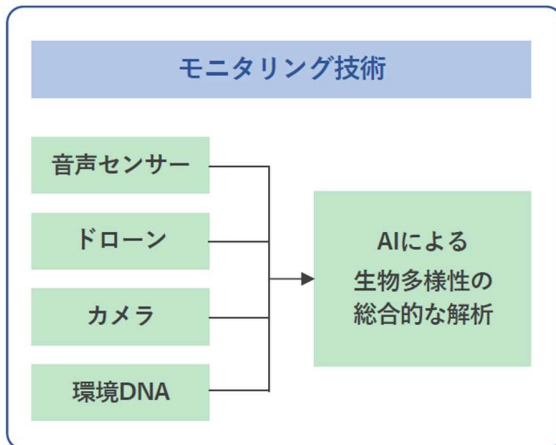 モニタリング技術
音声センサー
ドローン
カメラ
環境DNA
AIによる
生物多様性の
総合的な解析